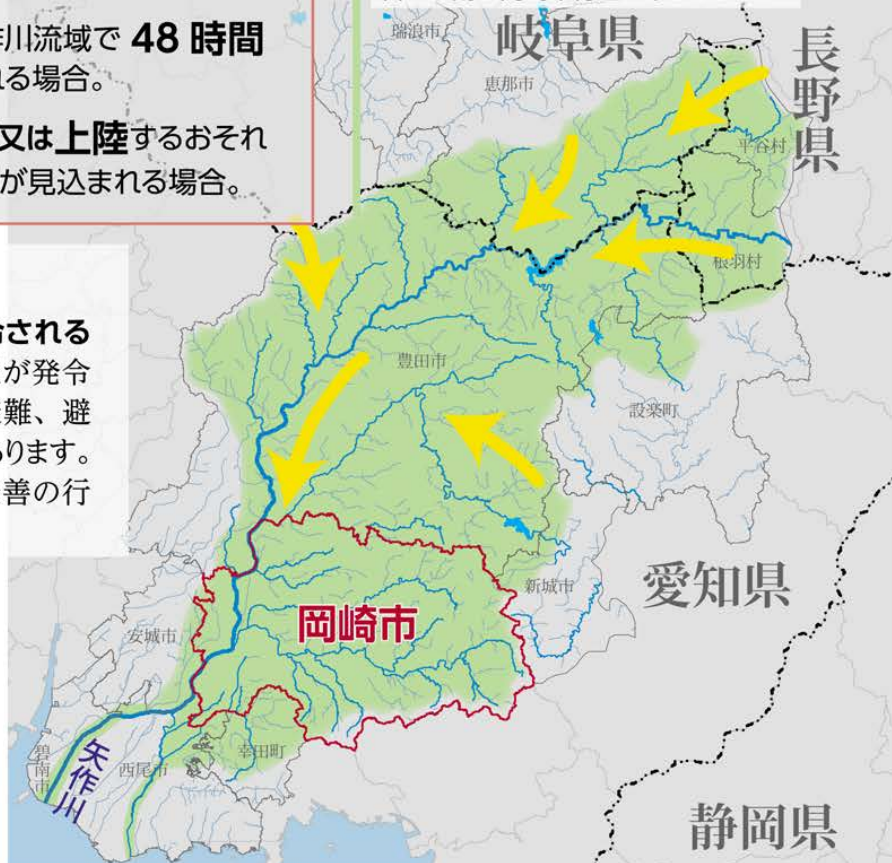 川流域で 48 時間
れる場合。
又は上陸するおそれ
が見込まれる場合。
令される
が発令
難、避
あります。
善の行
瑞浪市
岐阜県
恵那市
長野県
平谷村
根羽村
豊田市
設楽町
新城市
愛知県
岡崎市
安城市
碧南市
矢作川
西尾市
幸田町
静岡県